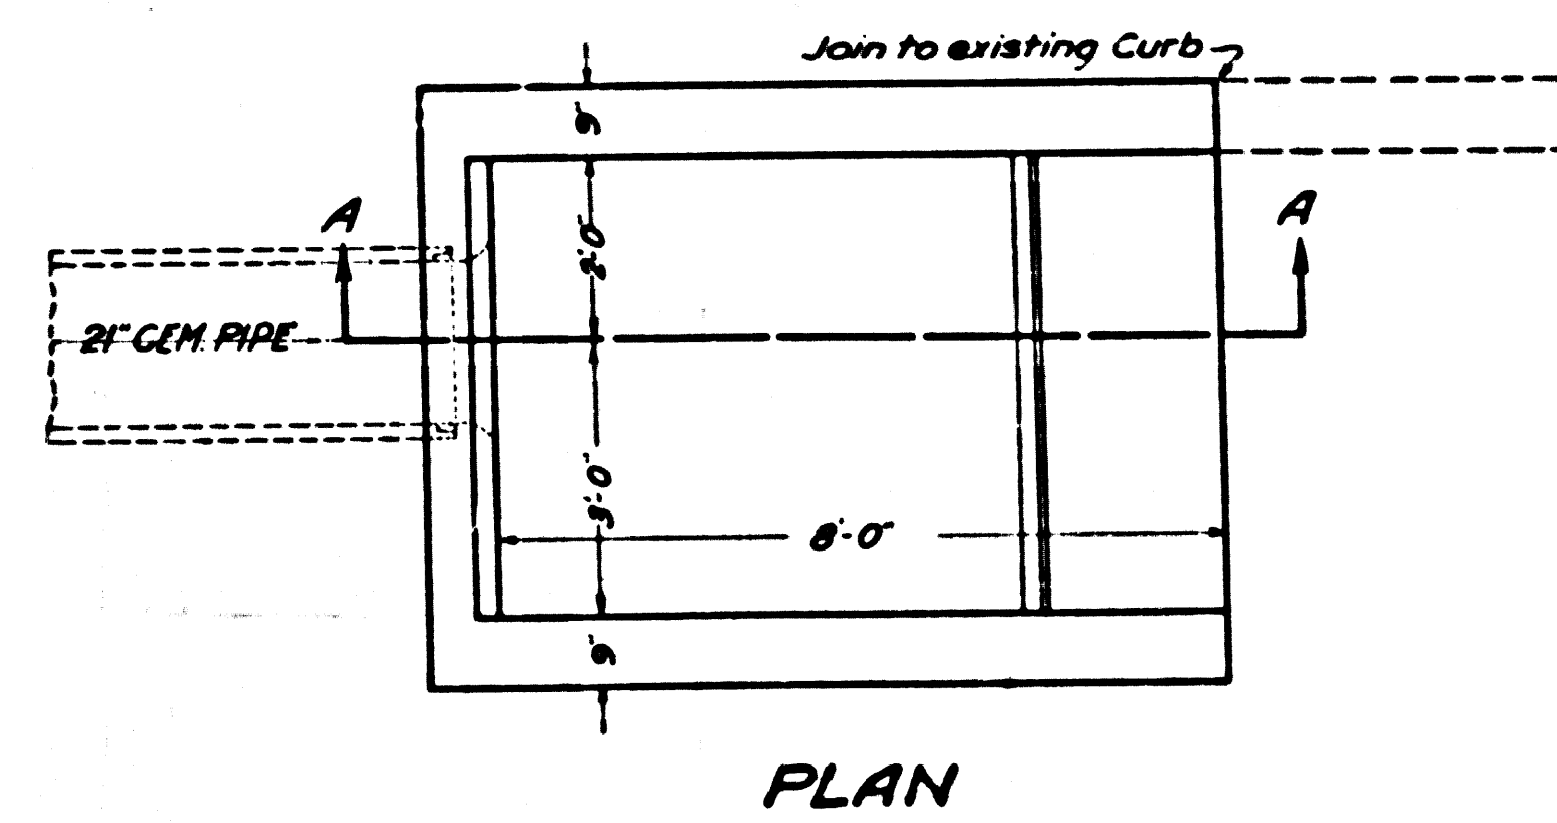 Join to existing Curb
9"
A
A
2'-0"
21" CEM. PIPE
3'-0"
8'-0"
9"
PLAN